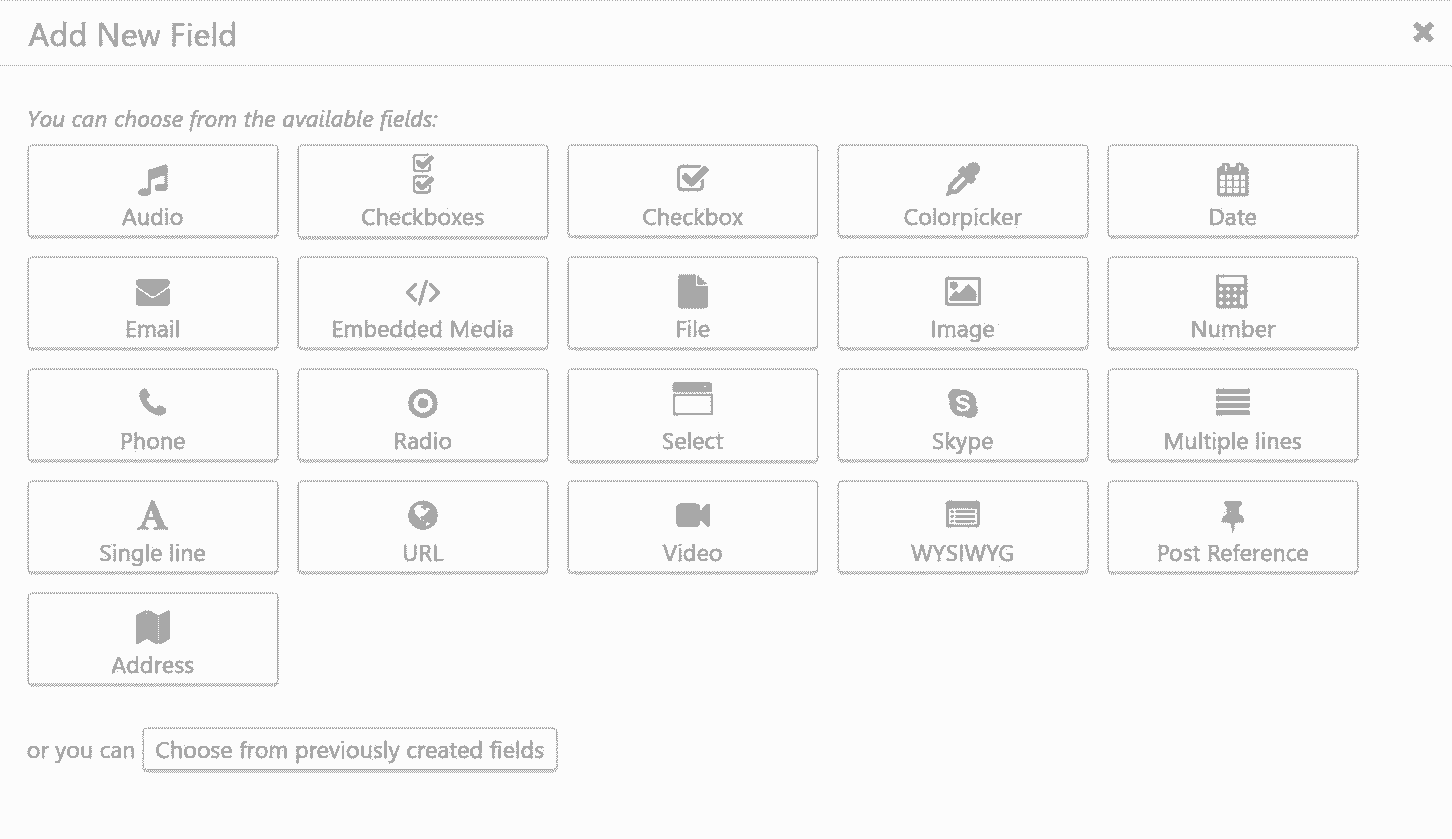 Add New Field
You can choose from the available fields:
Audio Checkboxes Checkbox Colorpicker Date
Email Embedded Media File Image Number
Phone Radio Select Skype Multiple lines
Single line URL Video WYSIWYG Post Reference
Address
or you can Choose from previously created fields